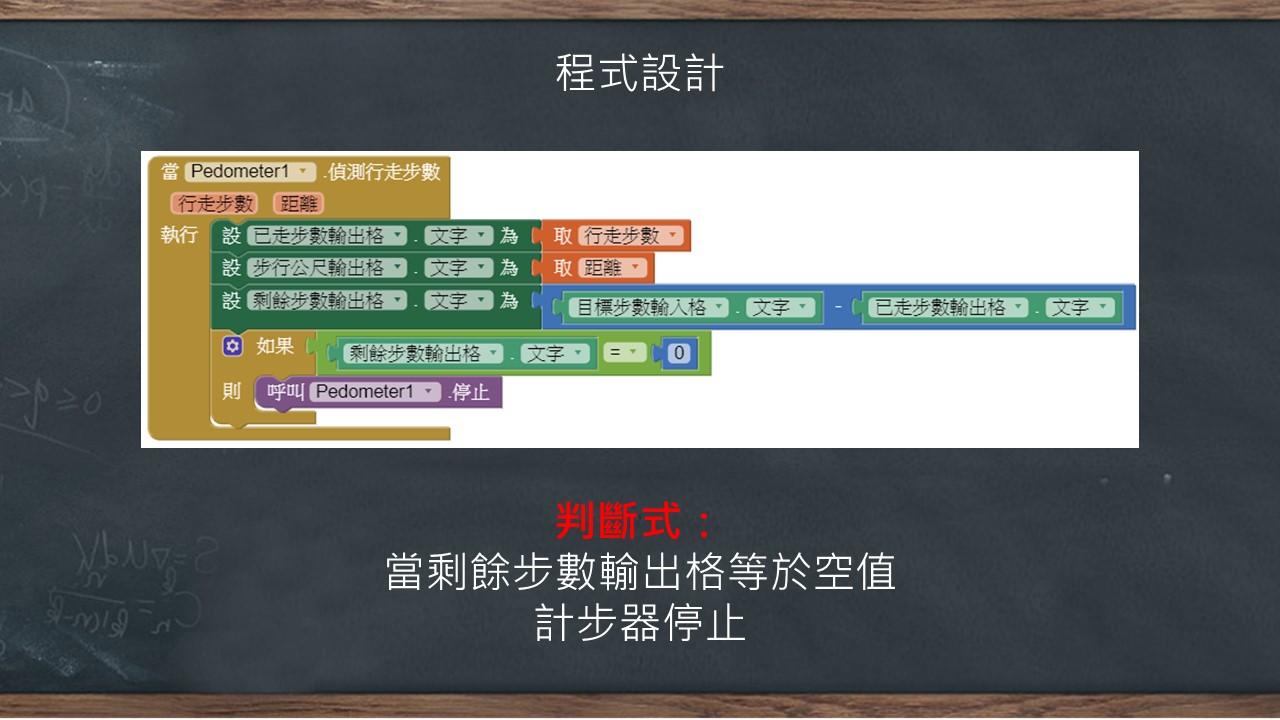 程式設計
當 Pedometer1 .偵測行走步數
行走步數 距離
執行 設 已走步數輸出格 . 文字 為 取 行走步數
設 步行公尺輸出格 . 文字 為 取 距離
設 剩餘步數輸出格 . 文字 為 目標步數輸入格 . 文字 - 已走步數輸出格 . 文字
如果 剩餘步數輸出格 . 文字 = 0
則 呼叫 Pedometer1 .停止
判斷式：
當剩餘步數輸出格等於空值
計步器停止